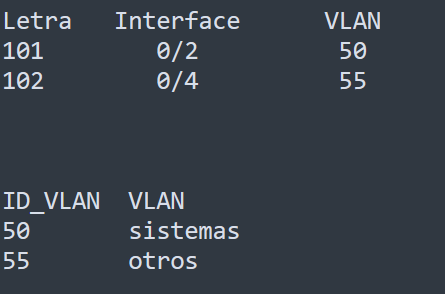 Letra Interface VLAN
101 0/2 50
102 0/4 55
ID_VLAN VLAN
50 sistemas
55 otros